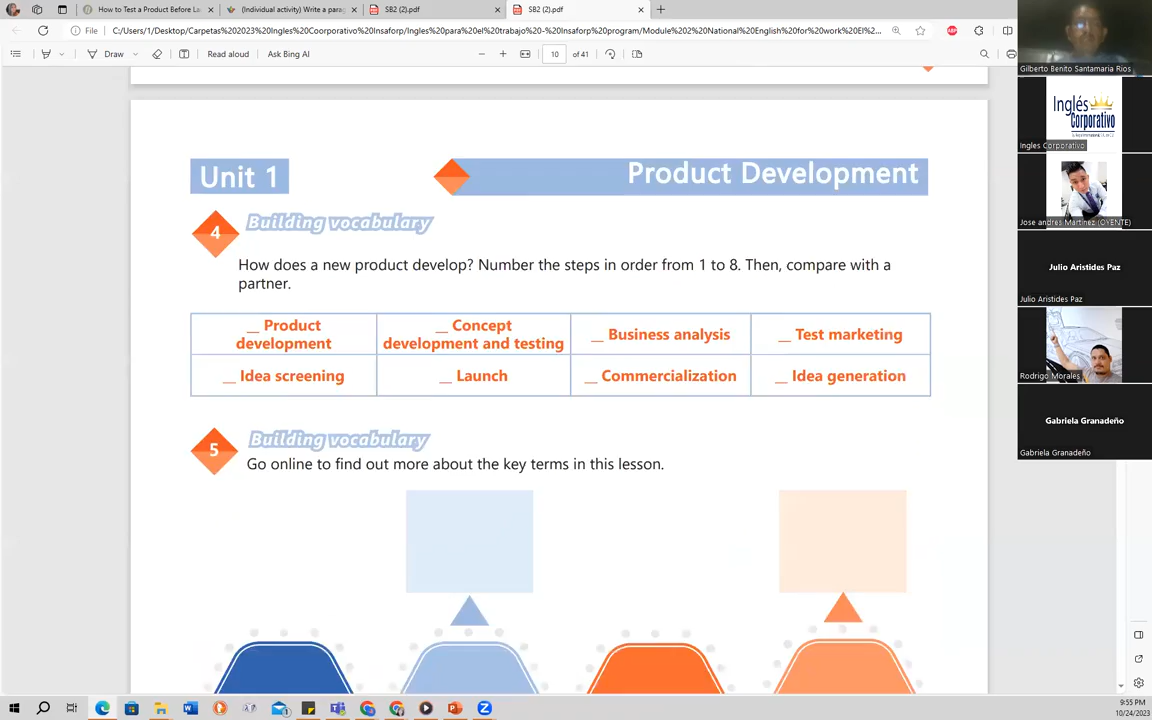 How to Test a Product Before La
(Individual activity) Write a para
SB2 (2).pdf
SB2 (2).pdf
File
C:/Users/1/Desktop/Carpetas%202023%20Ingles%20Coorporativo%20Insaforp/Ingles%20para%20el%20trabajo%20-%20Insaforp%20program/Module%202%20National%20English%20for%20work%20El%2...
Draw
Read aloud
Ask Bing AI
10
of 41
Gilberto Benito Santamaria Rios
Inglés
Corporativo
Ingles Corporativo
Jose andres Martinez (OYENTE)
Julio Aristides Paz
Julio Aristides Paz
Rodrigo Morales
Gabriela Granadeño
Gabriela Granadeño
Unit 1
Product Development
4
Building vocabulary
How does a new product develop? Number the steps in order from 1 to 8. Then, compare with a
partner.
__ Product
development
__ Concept
development and testing
__ Business analysis
__ Test marketing
__ Idea screening
__ Launch
__ Commercialization
__ Idea generation
5
Building vocabulary
Go online to find out more about the key terms in this lesson.
9:55 PM
10/24/2023